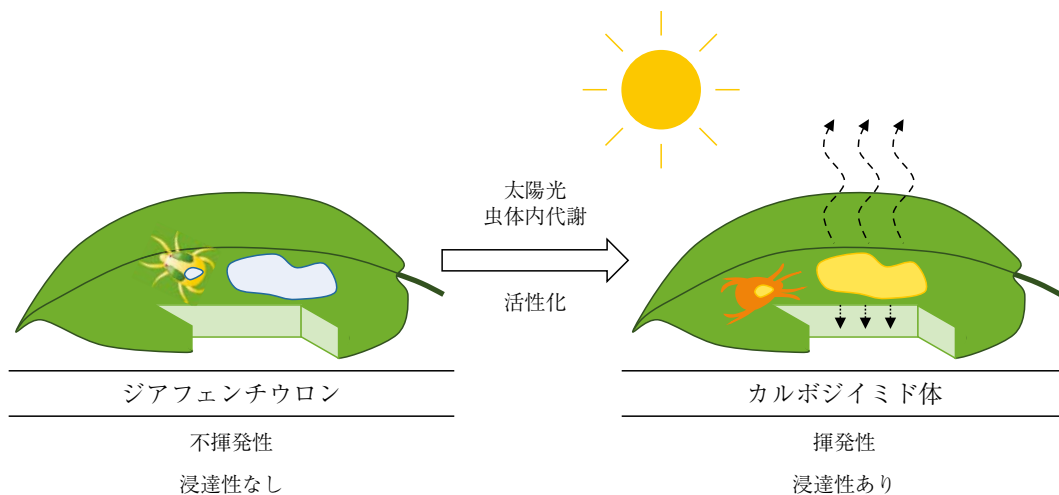 太陽光
虫体内代謝
活性化
ジアフェンチウロン
カルボジイミド体
不揮発性
揮発性
浸達性なし
浸達性あり